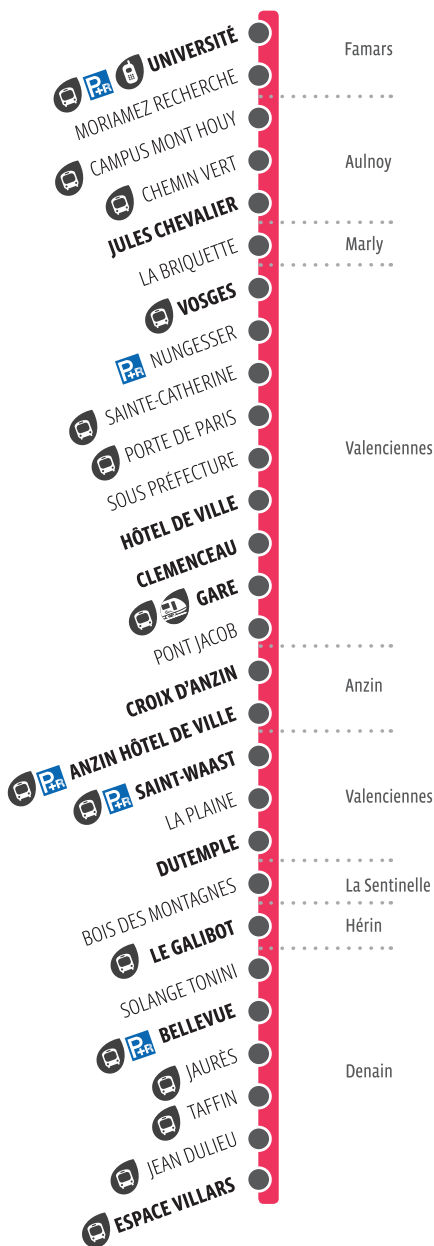 UNIVERSITÉ
P+R
Famars
MORIAMEZ RECHERCHE
CAMPUS MONT HOUY
CHEMIN VERT
Aulnoy
JULES CHEVALIER
LA BRIQUETTE
Marly
VOSGES
NUNGESSER
P+R
SAINTE-CATHERINE
PORTE DE PARIS
Valenciennes
SOUS PRÉFECTURE
HÔTEL DE VILLE
CLEMENCEAU
GARE
PONT JACOB
CROIX D'ANZIN
Anzin
ANZIN HÔTEL DE VILLE
P+R
SAINT-WAAST
P+R
LA PLAINE
Valenciennes
DUTEMPLE
BOIS DES MONTAGNES
La Sentinelle
LE GALIBOT
Hérin
SOLANGE TONINI
BELLEVUE
P+R
JAURÈS
Denain
TAFFIN
JEAN DULIEU
ESPACE VILLARS